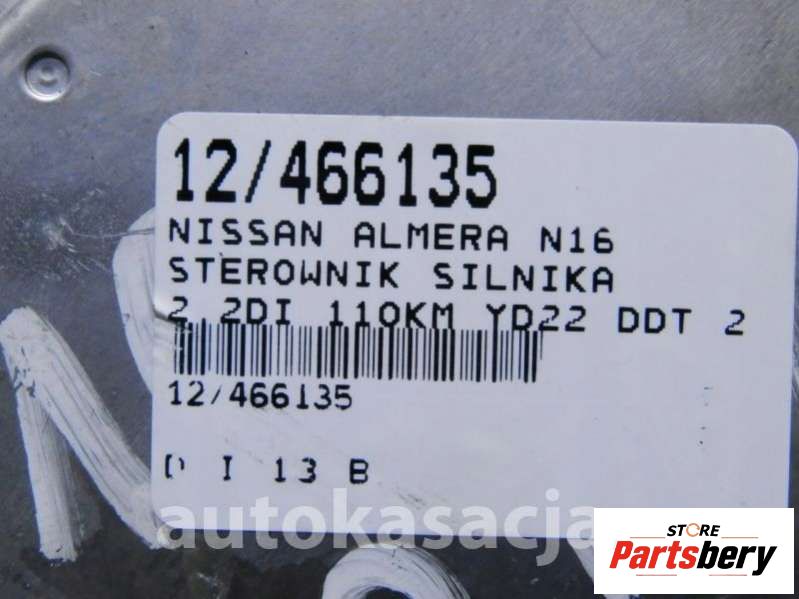 12/466135
NISSAN ALMERA N16
STEROWNIK SILNIKA
2.2DI 110KM YD22 DDT 2
12/466135
I 13 B
autokasacja
STORE
Partsbery